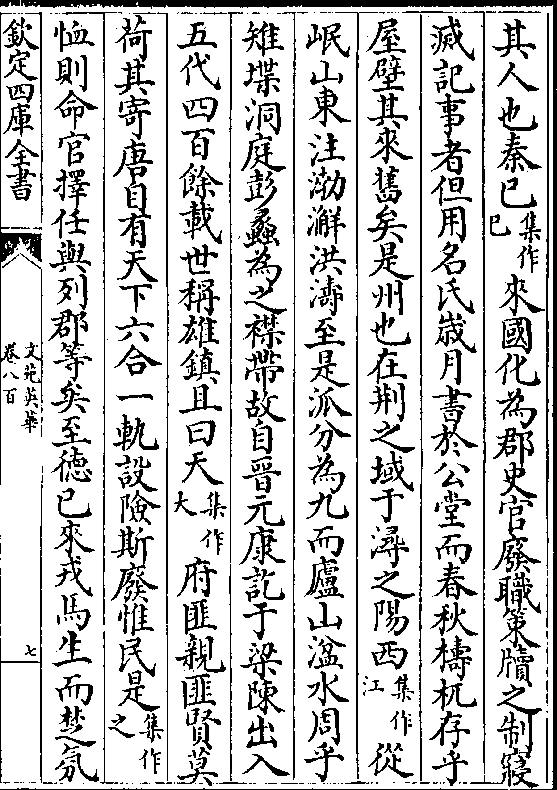 其人也秦已集作巳來國化為郡史官廢職策牘之制寢
滅記事者但用名氏歳月書於公堂而春秋檮杌存乎
屋壁其來舊矣是州也在荆之域于潯之陽西集作江從
岷山東注渤澥洪濤至是派分為九而廬山湓水周乎
雉堞洞庭彭蠡為之襟帶故自晉元康訖于梁陳出入
五代四百餘載世稱雄鎮且曰天集作大府匪親匪賢莫
荷其寄唐自有天下六合一軌設險斯廢惟民是集作之
恤則命官擇任與列郡等矣至徳已來戎馬生而楚氛
欽定四庫全書
文苑英華
卷八百
七